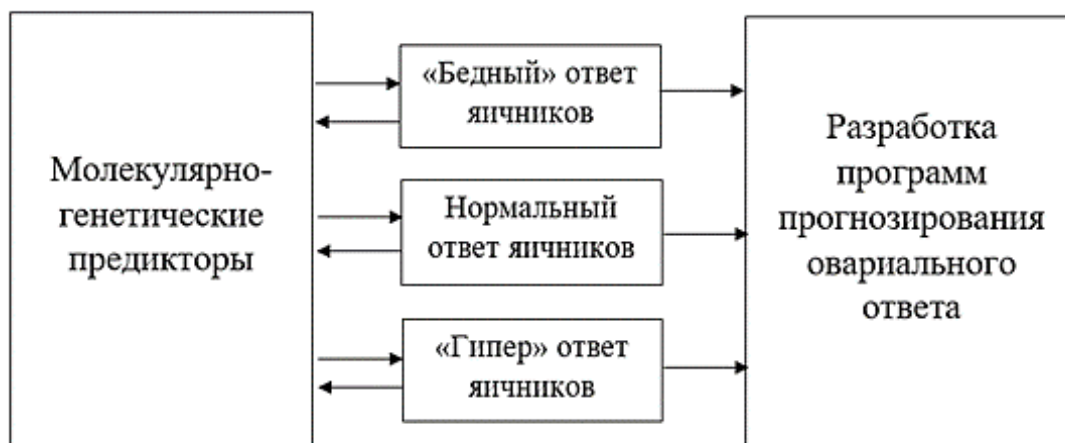 Молекулярно-
генетические
предикторы
«Бедный» ответ
яичников
Нормальный
ответ яичников
«Гипер» ответ
яичников
Разработка
программ
прогнозирования
овариального
ответа